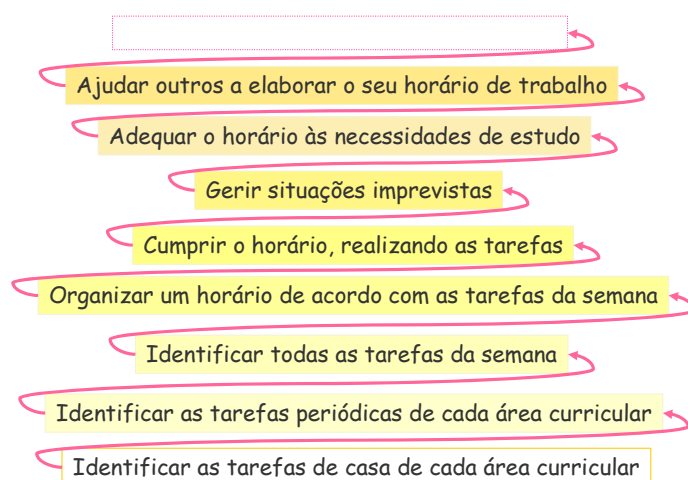 Ajudar outros a elaborar o seu horário de trabalho
Adequar o horário às necessidades de estudo
Gerir situações imprevistas
Cumprir o horário, realizando as tarefas
Organizar um horário de acordo com as tarefas da semana
Identificar todas as tarefas da semana
Identificar as tarefas periódicas de cada área curricular
Identificar as tarefas de casa de cada área curricular